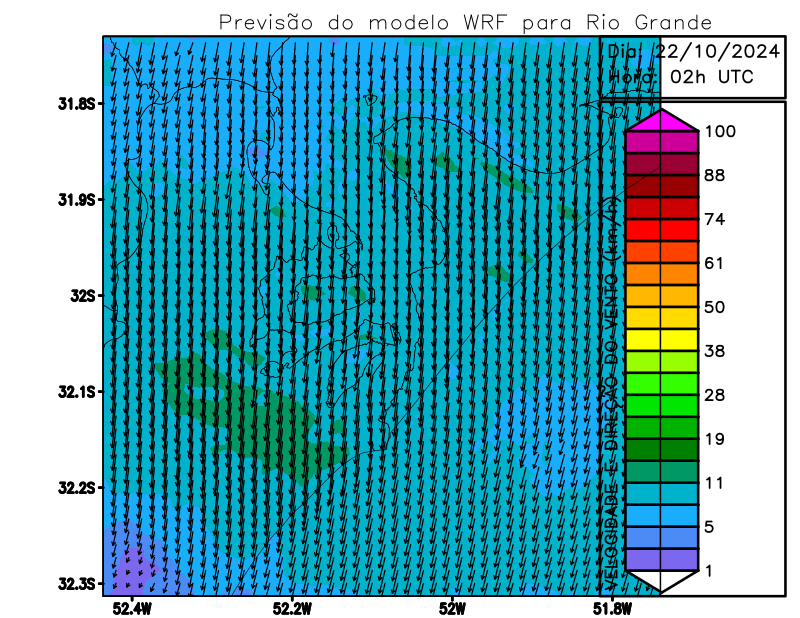 Previsão do modelo WRF para Rio Grande
Dia: 22/10/2024
Hora: 02h UTC
31.8S
31.9S
32S
32.1S
32.2S
32.3S
52.4W
52.2W
52W
51.8W
VELOCIDADE E DIREÇÃO DO VENTO (km/h)
100
88
74
61
50
38
28
19
11
5
1